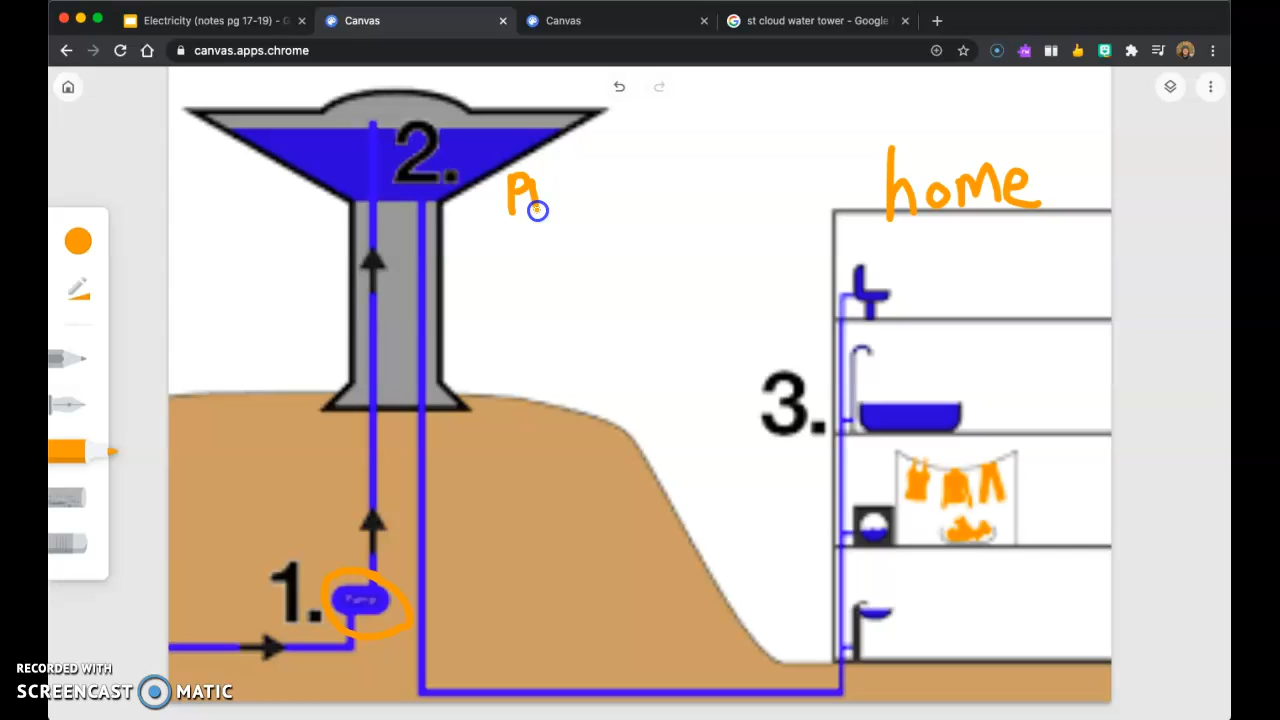 Electricity (notes pg 17-19) - G
Canvas
Canvas
st cloud water tower - Google
canvas.apps.chrome
2.
home
3.
1.
Pump
RECORDED WITH
SCREENCAST MATIC